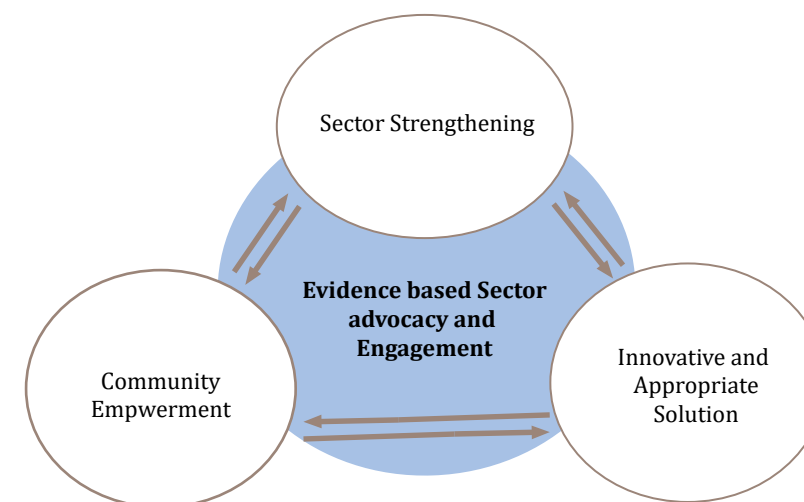 Sector Strengthening
Evidence based Sector
advocacy and
Engagement
Community
Empwerment
Innovative and
Appropriate
Solution